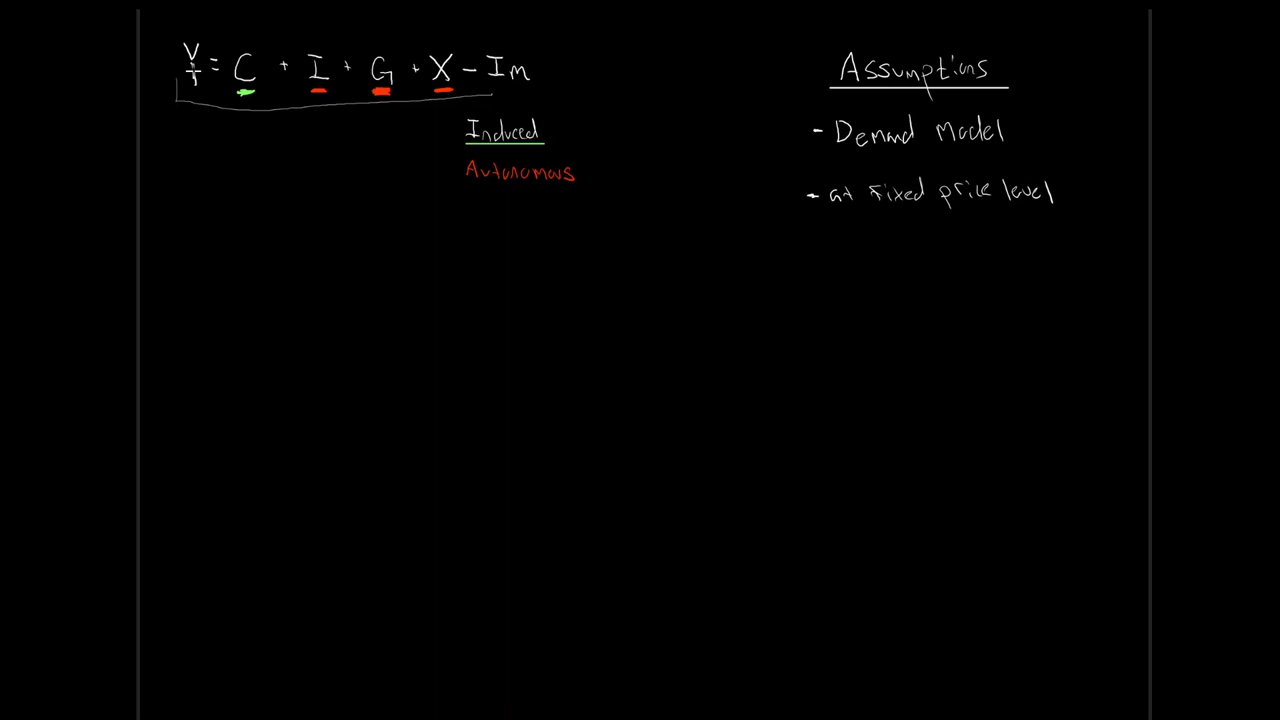 Y = C + I + G + X - Im
Induced
Autonomous
Assumptions
- Demand Model
- at fixed price level